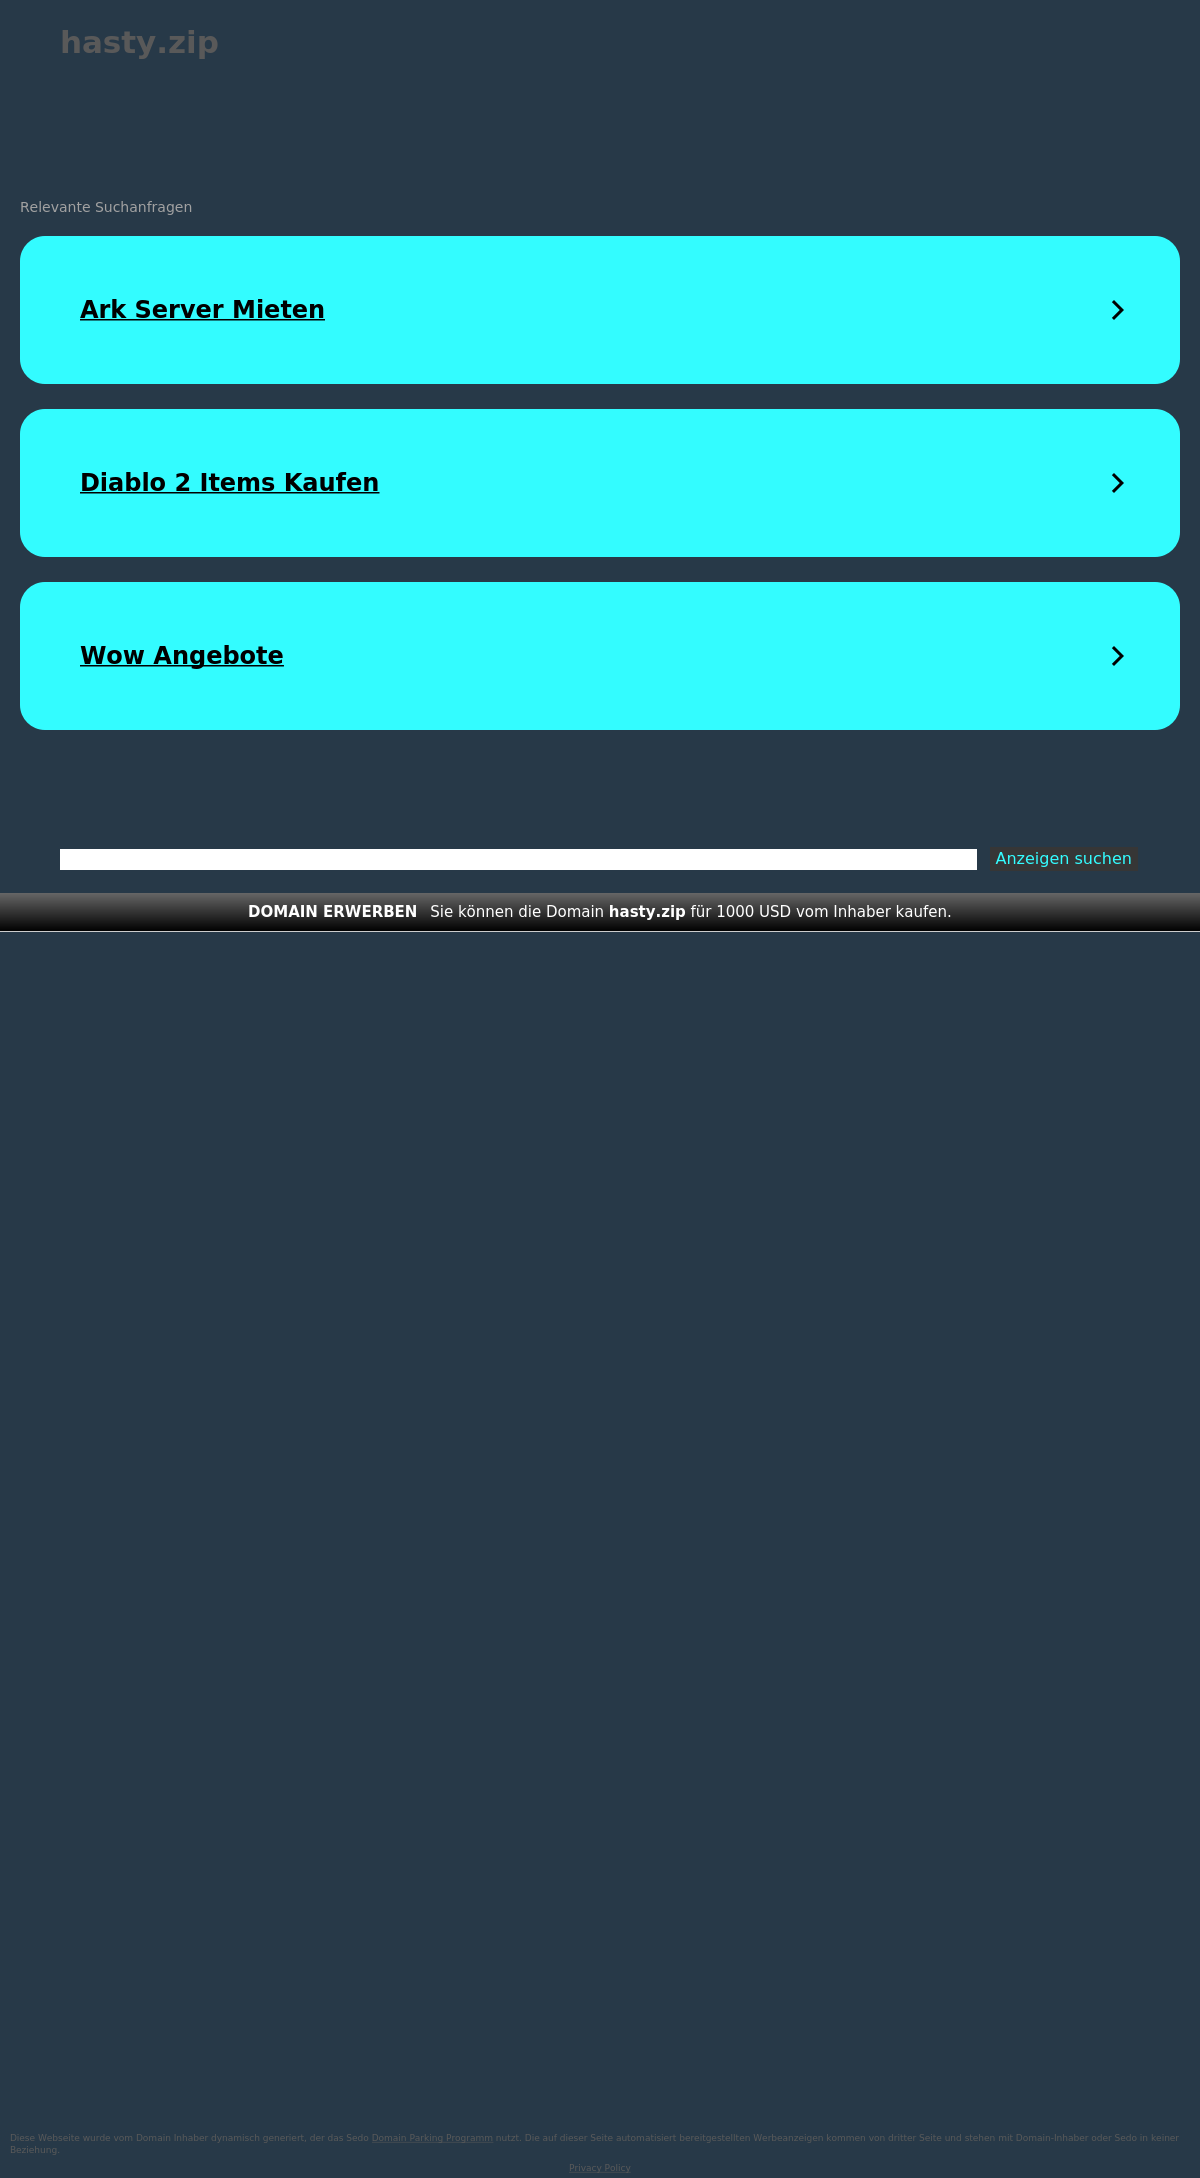 hasty.zip
Relevante Suchanfragen
Ark Server Mieten
Diablo 2 Items Kaufen
Wow Angebote
Anzeigen suchen
DOMAIN ERWERBEN Sie können die Domain hasty.zip für 1000 USD vom Inhaber kaufen.
Diese Webseite wurde vom Domain Inhaber dynamisch generiert, der das Sedo Domain Parking Programm nutzt. Die auf dieser Seite automatisiert bereitgestellten Werbeanzeigen kommen von dritter Seite und stehen mit Domain-Inhaber oder Sedo in keiner
Beziehung.
Privacy Policy